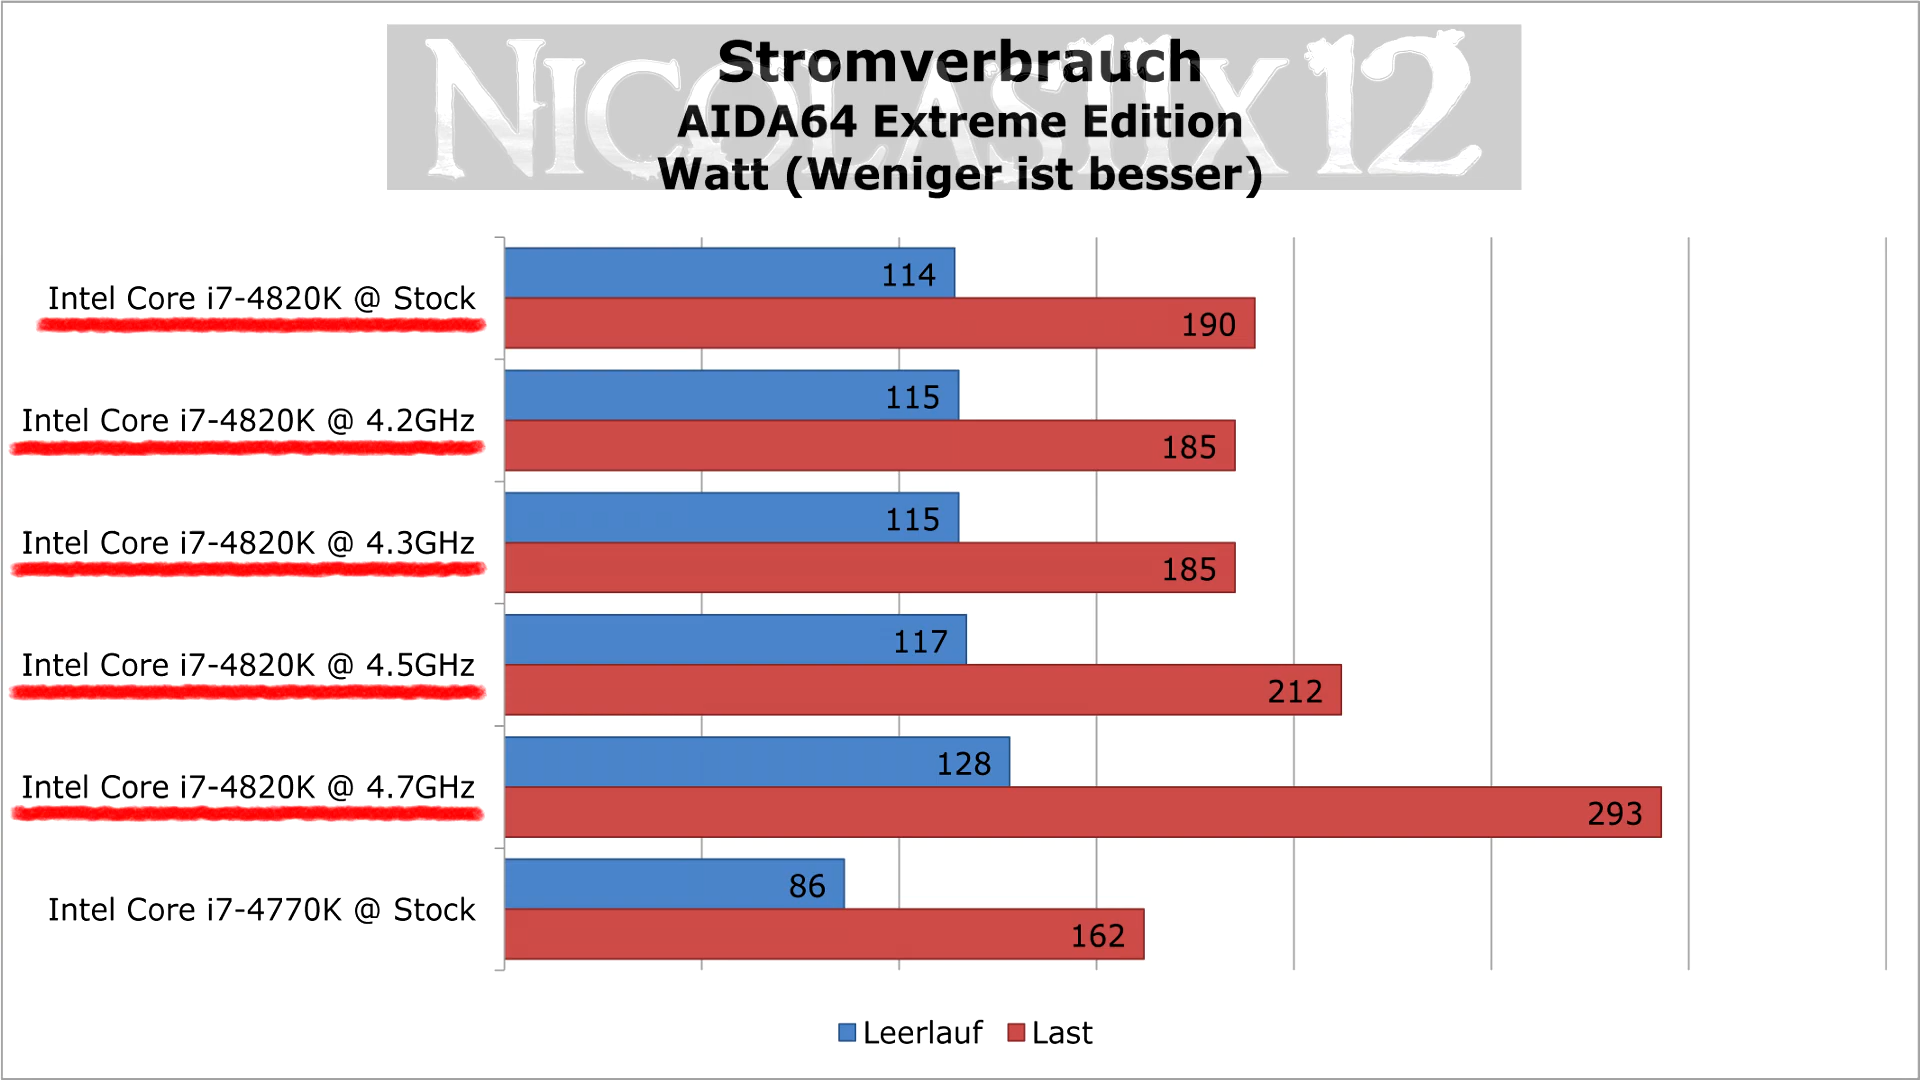 Nicolas11x12
Stromverbrauch
AIDA64 Extreme Edition
Watt (Weniger ist besser)
Intel Core i7-4820K @ Stock
114
190
Intel Core i7-4820K @ 4.2GHz
115
185
Intel Core i7-4820K @ 4.3GHz
115
185
Intel Core i7-4820K @ 4.5GHz
117
212
Intel Core i7-4820K @ 4.7GHz
128
293
Intel Core i7-4770K @ Stock
86
162
Leerlauf Last